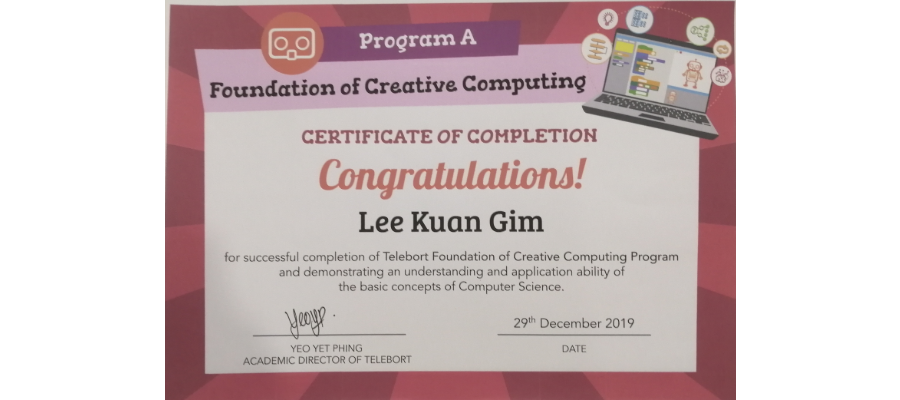 Program A
Foundation of Creative Computing
CERTIFICATE OF COMPLETION
Congratulations!
Lee Kuan Gim
for successful completion of Telebort Foundation of Creative Computing Program
and demonstrating an understanding and application ability of
the basic concepts of Computer Science.
29th December 2019
YEO YET PHING
ACADEMIC DIRECTOR OF TELEBORT
DATE